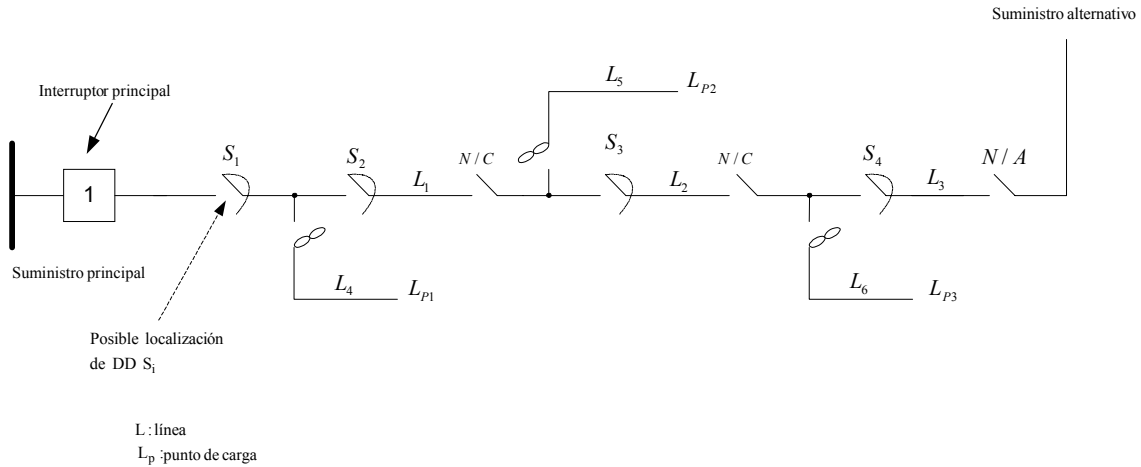 Suministro alternativo
L5
LP2
Interruptor principal
S1
S2
N/C
S3
N/C
S4
N/A
L1
L2
L3
1
Suministro principal
L4
LP1
L6
LP3
Posible localización
de DD Si
L : línea
Lp :punto de carga